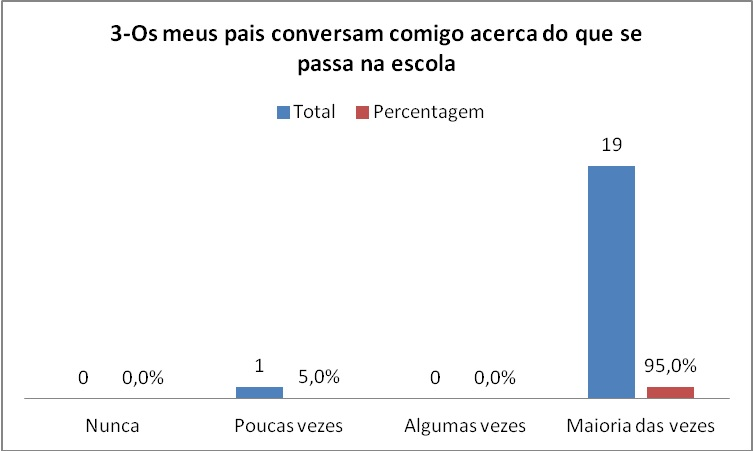 3-Os meus pais conversam comigo acerca do que se
passa na escola
Total Percentagem
19
95,0%
1
5,0%
0 0,0%
0 0,0%
Nunca Poucas vezes Algumas vezes Maioria das vezes